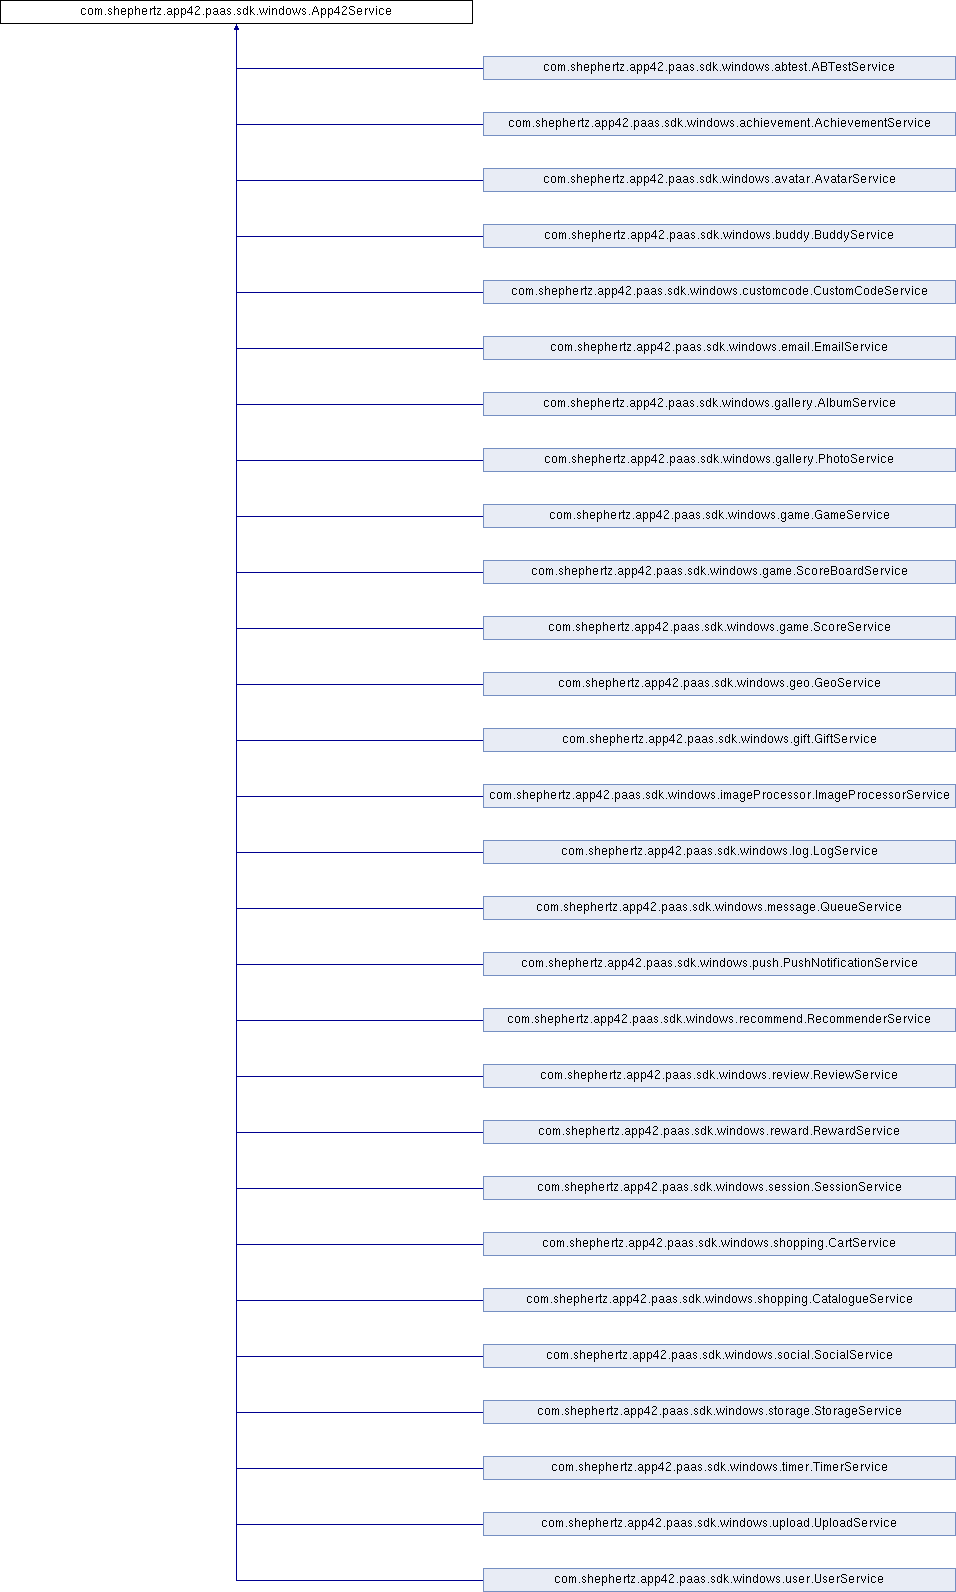 com.shephertz.app42.paas.sdk.windows.App42Service
com.shephertz.app42.paas.sdk.windows.abtest.ABTestService
com.shephertz.app42.paas.sdk.windows.achievement.AchievementService
com.shephertz.app42.paas.sdk.windows.avatar.AvatarService
com.shephertz.app42.paas.sdk.windows.buddy.BuddyService
com.shephertz.app42.paas.sdk.windows.customcode.CustomCodeService
com.shephertz.app42.paas.sdk.windows.email.EmailService
com.shephertz.app42.paas.sdk.windows.gallery.AlbumService
com.shephertz.app42.paas.sdk.windows.gallery.PhotoService
com.shephertz.app42.paas.sdk.windows.game.GameService
com.shephertz.app42.paas.sdk.windows.game.ScoreBoardService
com.shephertz.app42.paas.sdk.windows.game.ScoreService
com.shephertz.app42.paas.sdk.windows.geo.GeoService
com.shephertz.app42.paas.sdk.windows.gift.GiftService
com.shephertz.app42.paas.sdk.windows.imageProcessor.ImageProcessorService
com.shephertz.app42.paas.sdk.windows.log.LogService
com.shephertz.app42.paas.sdk.windows.message.QueueService
com.shephertz.app42.paas.sdk.windows.push.PushNotificationService
com.shephertz.app42.paas.sdk.windows.recommend.RecommenderService
com.shephertz.app42.paas.sdk.windows.review.ReviewService
com.shephertz.app42.paas.sdk.windows.reward.RewardService
com.shephertz.app42.paas.sdk.windows.session.SessionService
com.shephertz.app42.paas.sdk.windows.shopping.CartService
com.shephertz.app42.paas.sdk.windows.shopping.CatalogueService
com.shephertz.app42.paas.sdk.windows.social.SocialService
com.shephertz.app42.paas.sdk.windows.storage.StorageService
com.shephertz.app42.paas.sdk.windows.timer.TimerService
com.shephertz.app42.paas.sdk.windows.upload.UploadService
com.shephertz.app42.paas.sdk.windows.user.UserService